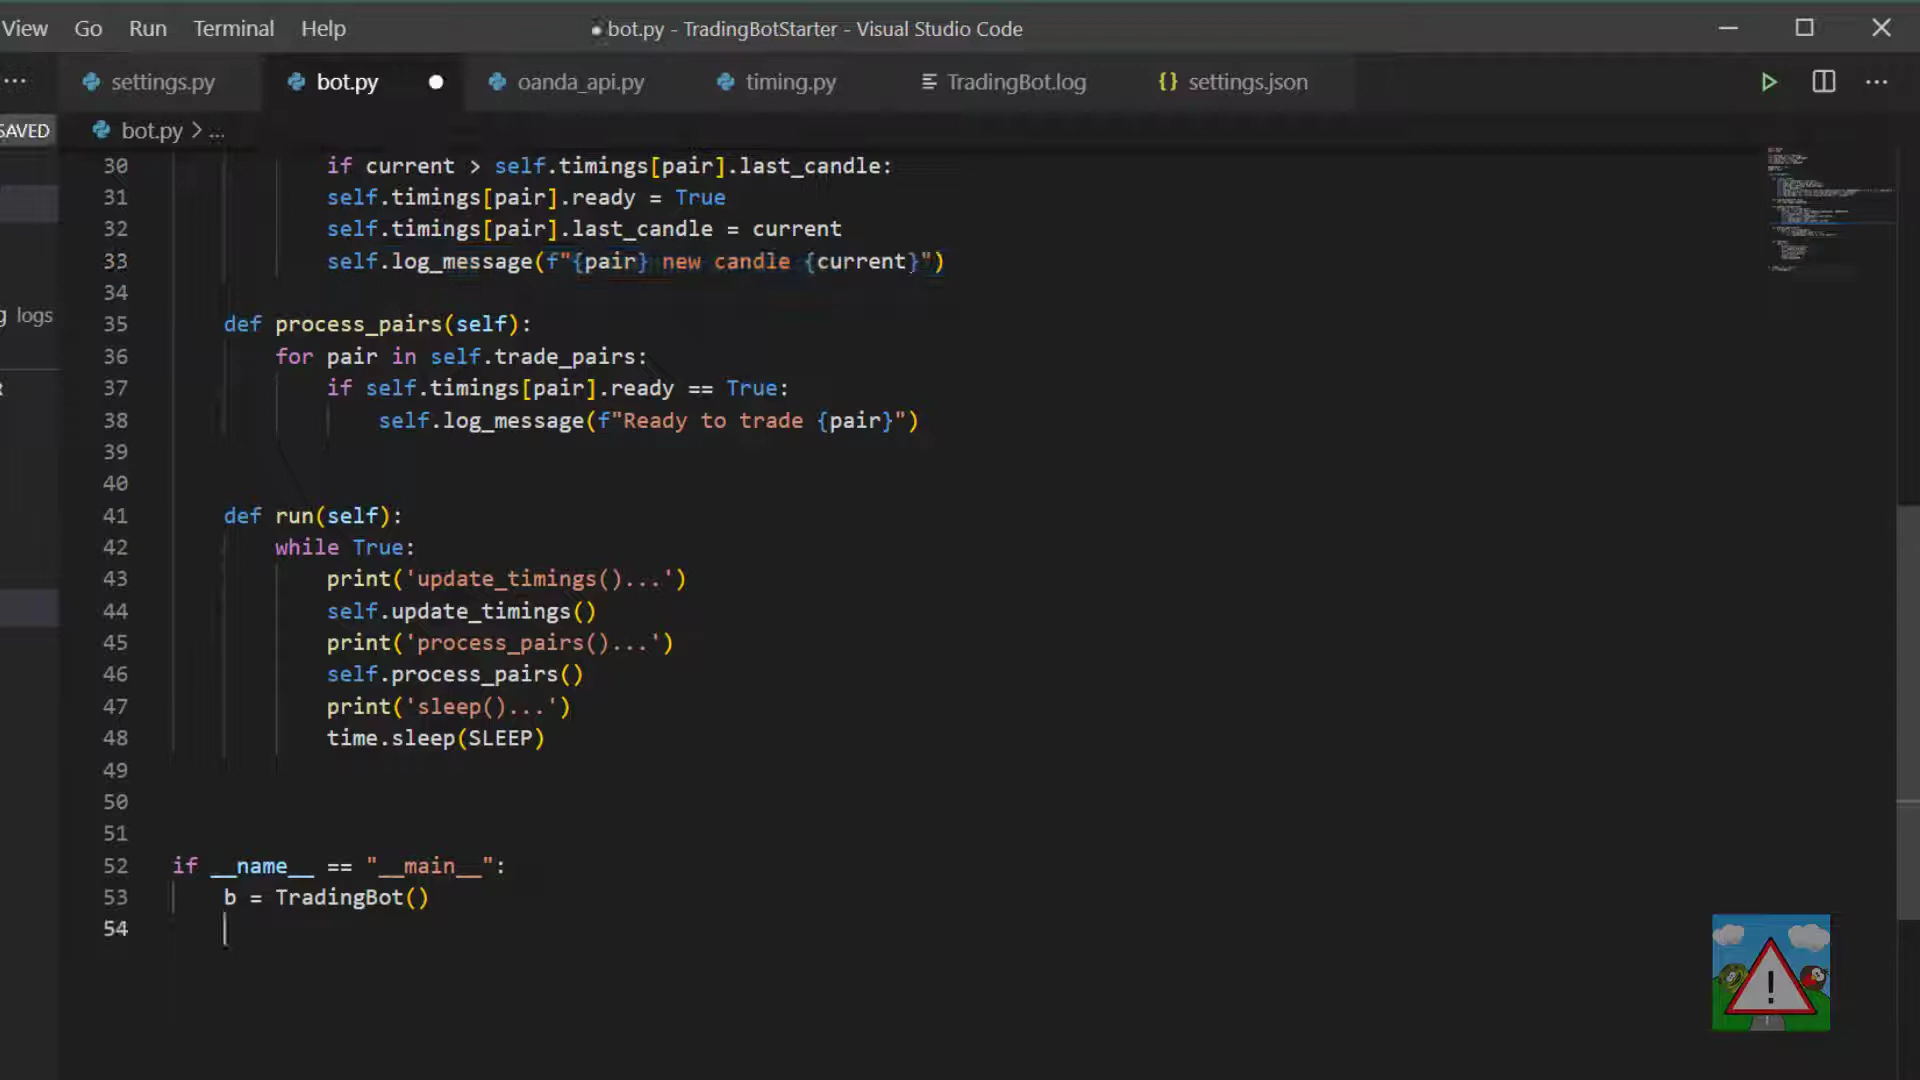 View Go Run Terminal Help bot.py - TradingBotStarter - Visual Studio Code
settings.py bot.py oanda_api.py timing.py TradingBot.log {} settings.json
SAVED bot.py > ...
30 if current > self.timings[pair].last_candle:
31 self.timings[pair].ready = True
32 self.timings[pair].last_candle = current
33 self.log_message(f"{pair} new candle {current}")
34
logs
35 def process_pairs(self):
36 for pair in self.trade_pairs:
37 if self.timings[pair].ready == True:
38 self.log_message(f"Ready to trade {pair}")
39
40
41 def run(self):
42 while True:
43 print('update_timings()...')
44 self.update_timings()
45 print('process_pairs()...')
46 self.process_pairs()
47 print('sleep()...')
48 time.sleep(SLEEP)
49
50
51
52 if __name__ == "__main__":
53 b = TradingBot()
54